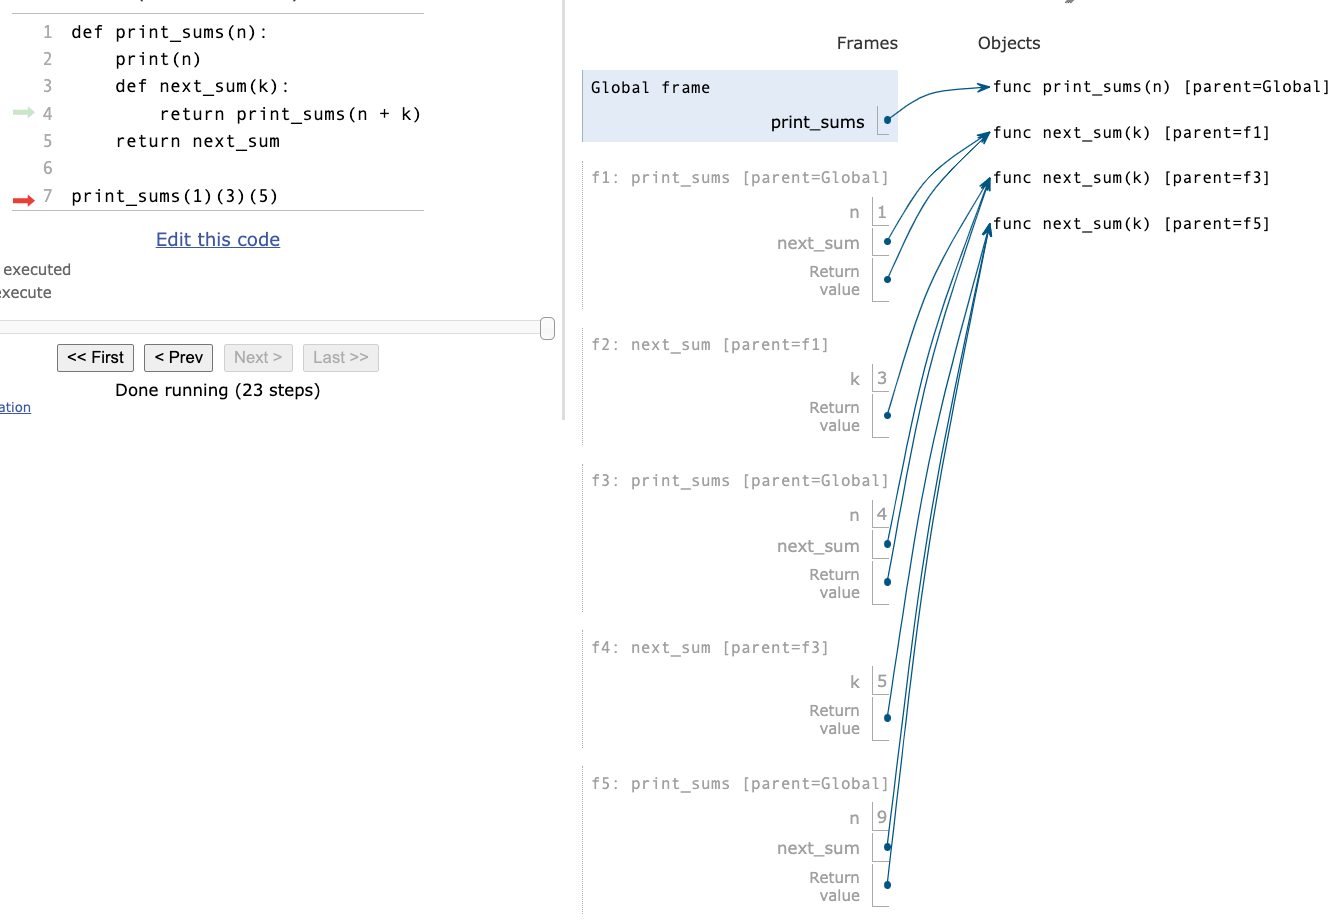 1 def print_sums(n):
2     print(n)
3     def next_sum(k):
4         return print_sums(n + k)
5     return next_sum
6
7 print_sums(1)(3)(5)
Edit this code
executed
execute
<< First < Prev Next > Last >>
Done running (23 steps)
ation
Frames Objects
Global frame
print_sums
func print_sums(n) [parent=Global]
func next_sum(k) [parent=f1]
func next_sum(k) [parent=f3]
func next_sum(k) [parent=f5]
f1: print_sums [parent=Global]
n 1
next_sum
Return
value
f2: next_sum [parent=f1]
k 3
Return
value
f3: print_sums [parent=Global]
n 4
next_sum
Return
value
f4: next_sum [parent=f3]
k 5
Return
value
f5: print_sums [parent=Global]
n 9
next_sum
Return
value